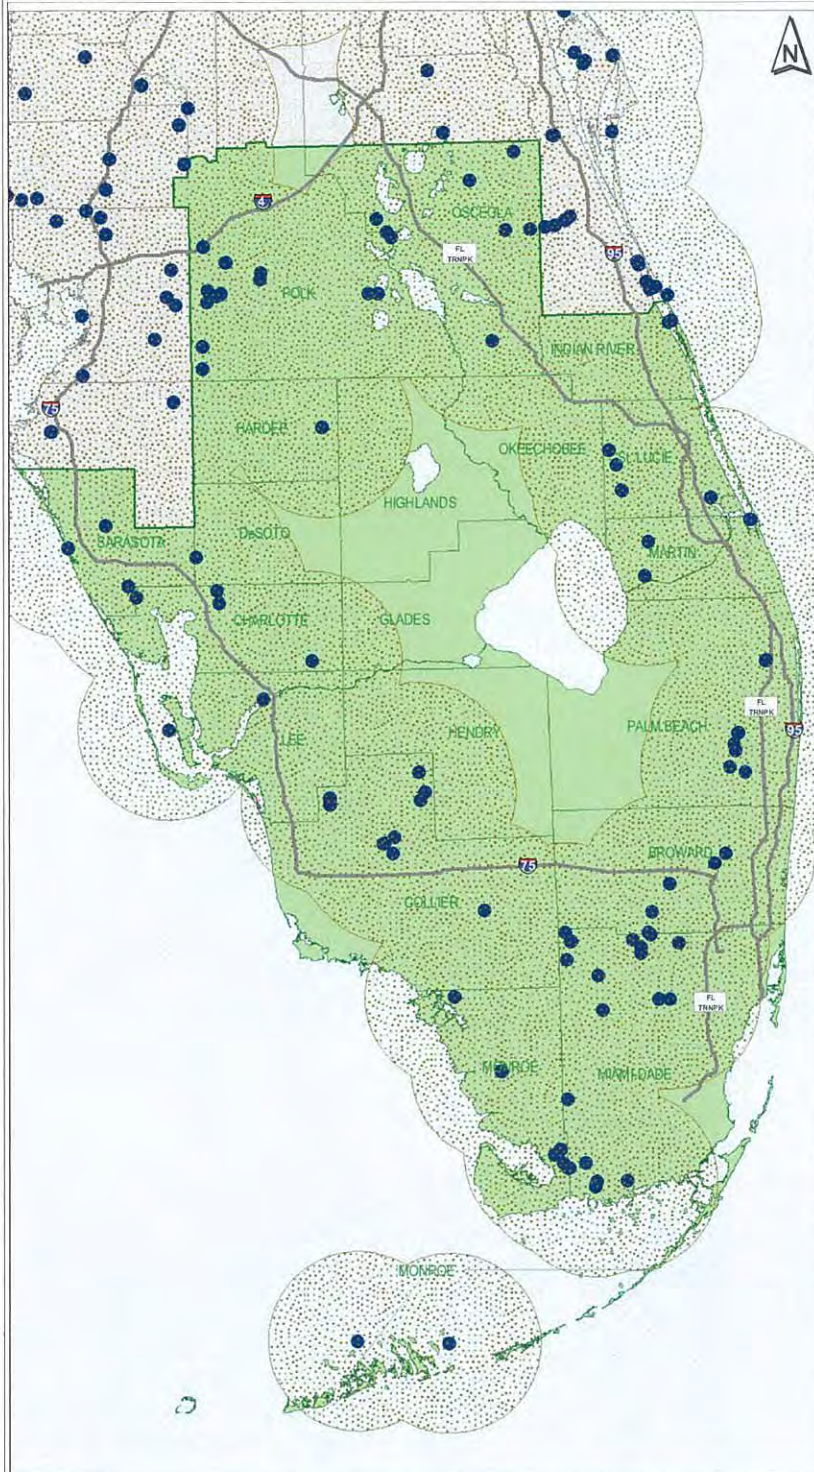 N
4
OSCEOLA
FL
TRNPK
95
POLK
INDIAN RIVER
75
HARDEE
OKEECHOBEE
ST. LUCIE
HIGHLANDS
SARASOTA
DeSOTO
MARTIN
CHARLOTTE
GLADES
FL
TRNPK
LEE
HENDRY
PALM BEACH
95
BROWARD
75
COLLIER
FL
TRNPK
MONROE
MIAMI-DADE
MONROE